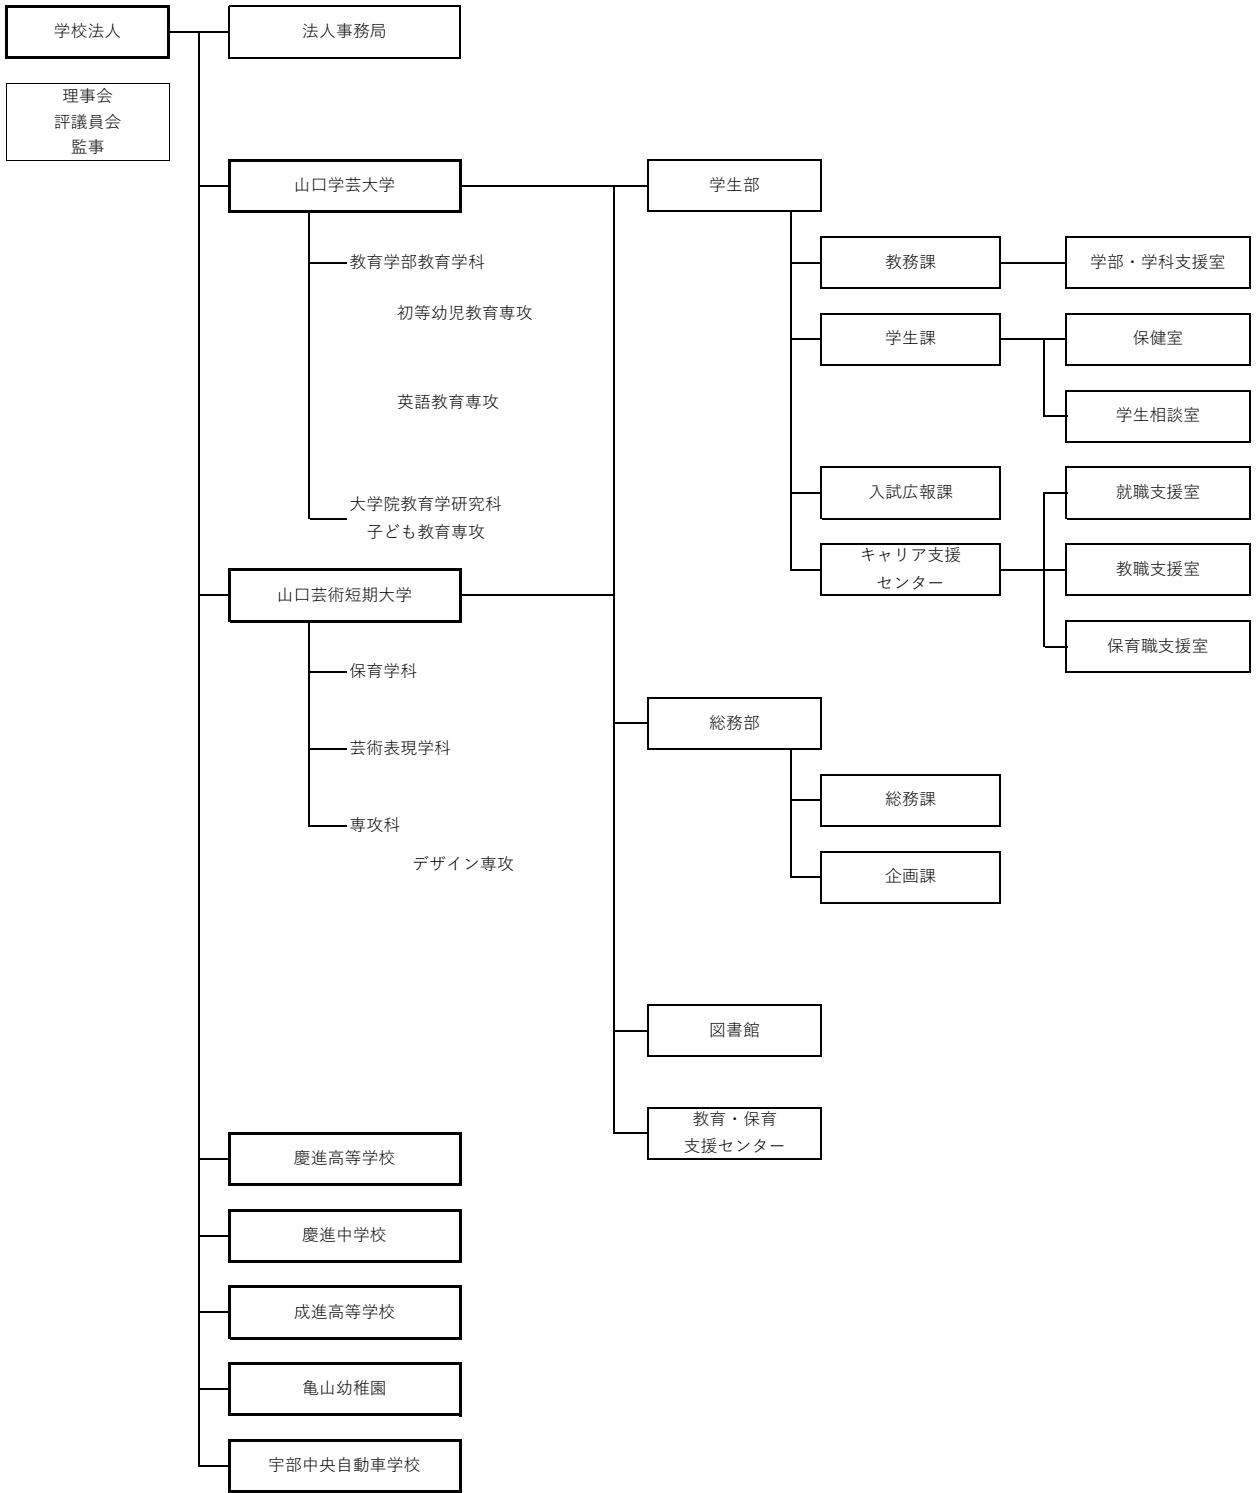 学校法人
法人事務局
理事会
評議員会
監事
山口学芸大学
学生部
教育学部教育学科
教務課
学部・学科支援室
初等幼児教育専攻
学生課
保健室
英語教育専攻
学生相談室
大学院教育学研究科
子ども教育専攻
入試広報課
就職支援室
キャリア支援
センター
教職支援室
山口芸術短期大学
保育職支援室
保育学科
総務部
芸術表現学科
総務課
専攻科
デザイン専攻
企画課
図書館
教育・保育
支援センター
慶進高等学校
慶進中学校
成進高等学校
亀山幼稚園
宇部中央自動車学校